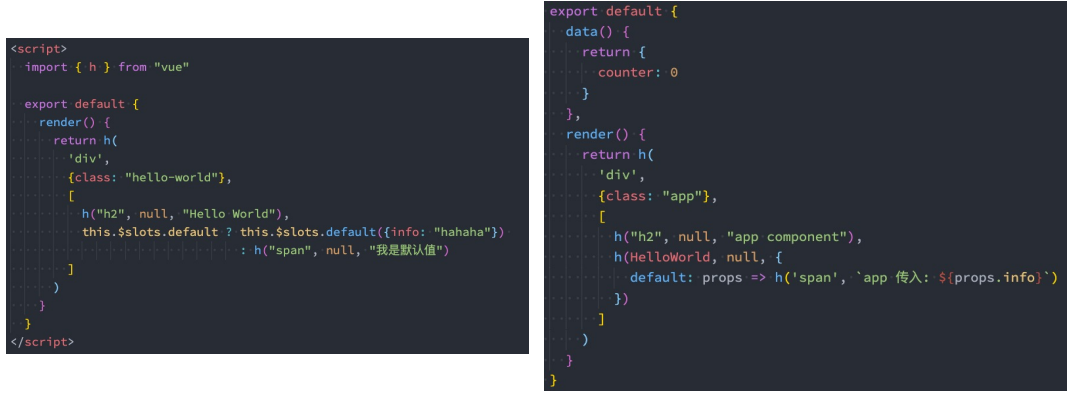 <script>
import { h } from "vue"
export default {
render() {
return h(
'div',
{class: "hello-world"},
[
h("h2", null, "Hello World"),
this.$slots.default ? this.$slots.default({info: "hahaha"})
: h("span", null, "我是默认值")
]
)
}
}
</script>
export default {
data() {
return {
counter: 0
}
},
render() {
return h(
'div',
{class: "app"},
[
h("h2", null, "app component"),
h(HelloWorld, null, {
default: props => h('span', `app 传入: ${props.info}`)
})
]
)
}
}